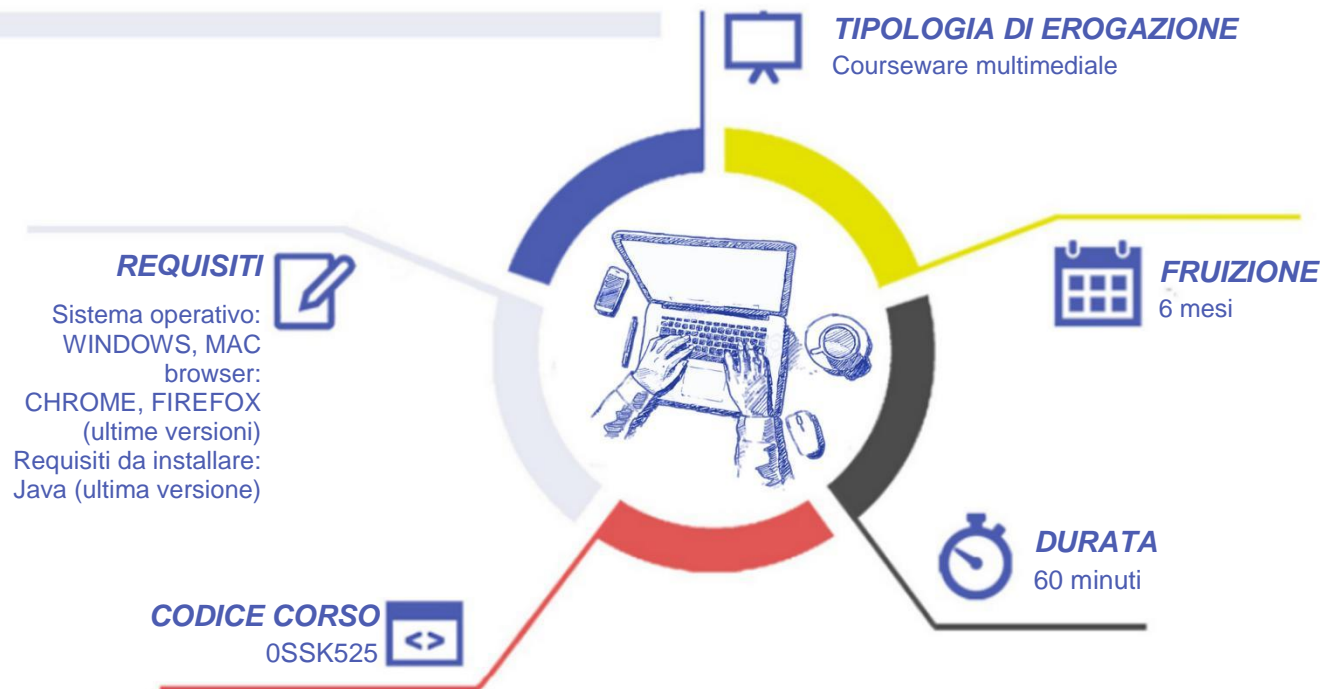 TIPOLOGIA DI EROGAZIONE
Courseware multimediale
REQUISITI
Sistema operativo:
WINDOWS, MAC
browser:
CHROME, FIREFOX
(ultime versioni)
Requisiti da installare:
Java (ultima versione)
FRUIZIONE
6 mesi
DURATA
60 minuti
CODICE CORSO
0SSK525